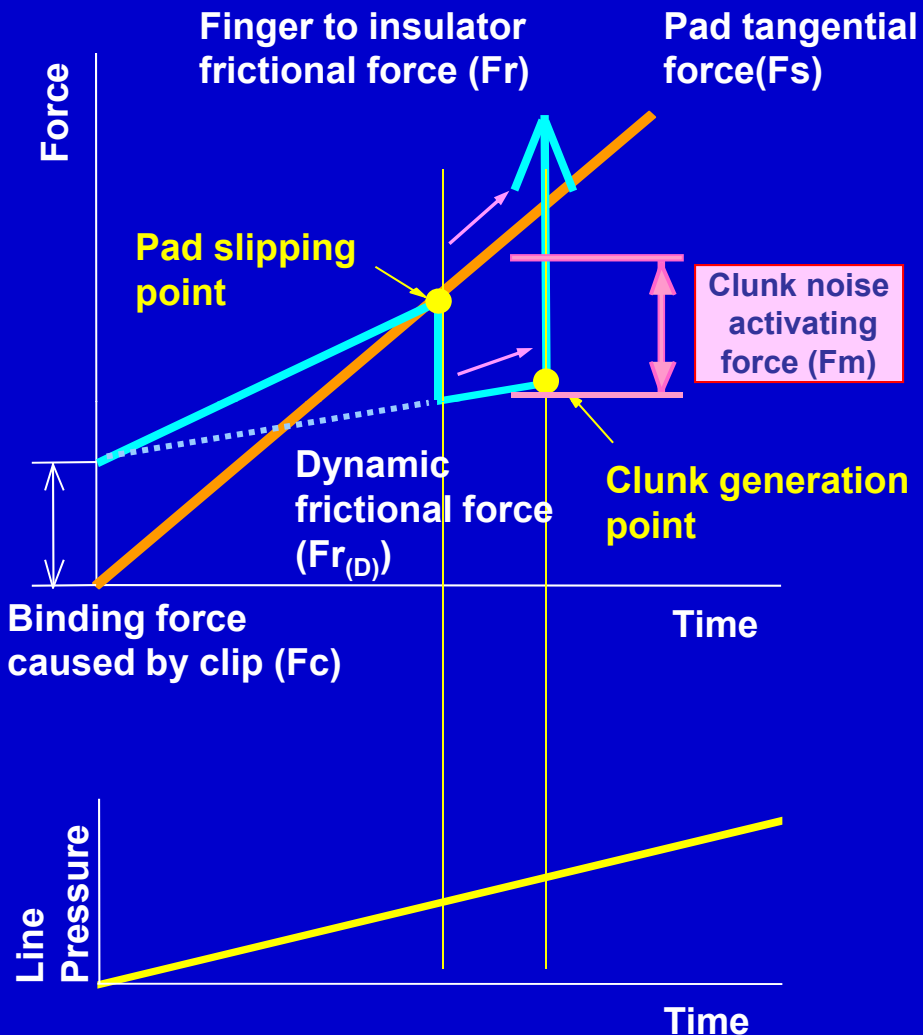 Finger to insulator
frictional force (Fr)
Pad tangential
force(Fs)
Force
Pad slipping
point
Clunk noise
activating
force (Fm)
Dynamic
frictional force
(Fr(D))
Clunk generation
point
Binding force
caused by clip (Fc)
Time
Line
Pressure
Time